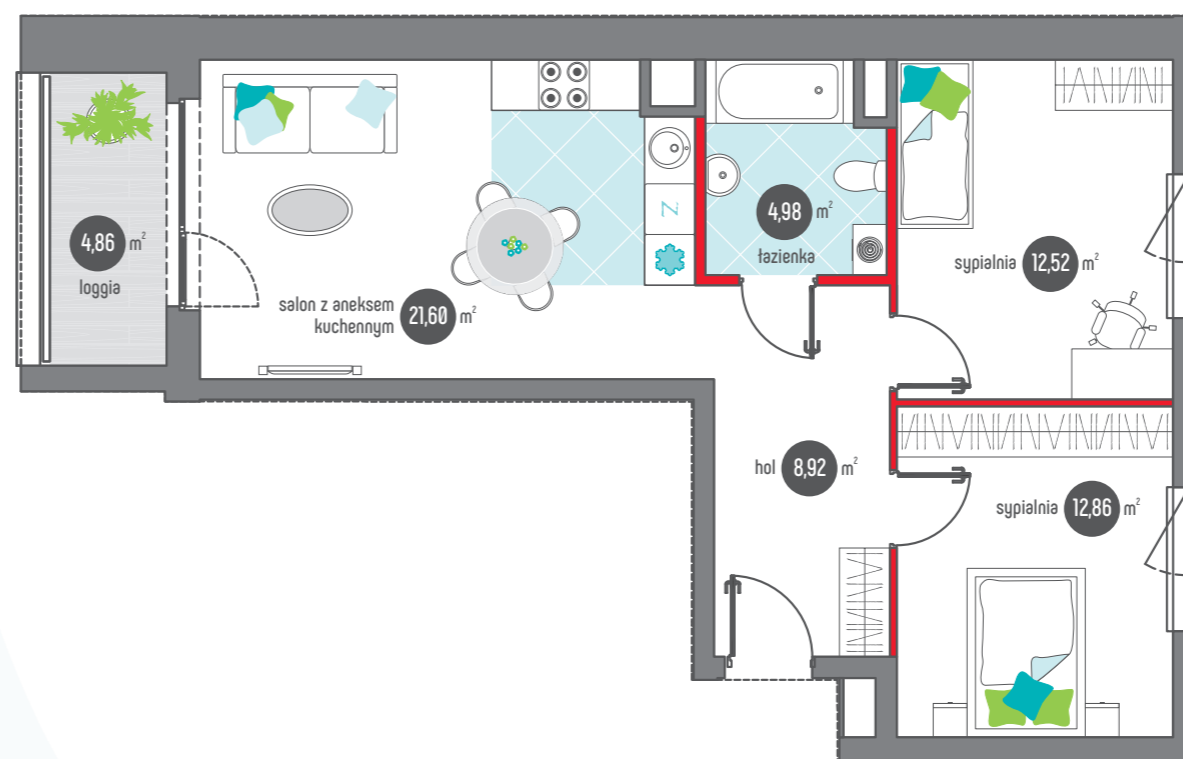 4,86 m²
loggia
salon z aneksem
kuchennym 21,60 m²
Z
4,98 m²
łazienka
sypialnia 12,52 m²
hol 8,92 m²
sypialnia 12,86 m²